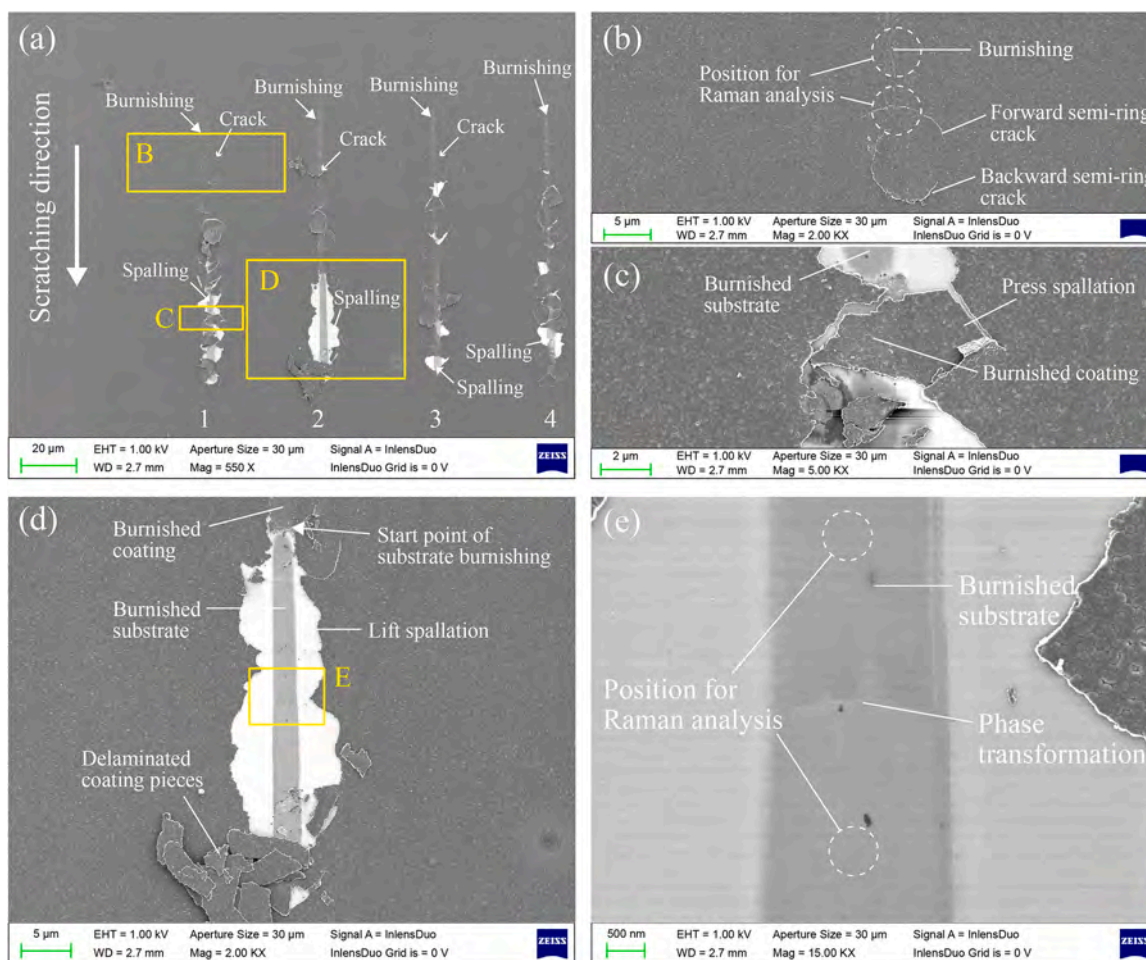 (a)
Burnishing
Burnishing
Burnishing
Burnishing
Crack
Crack
Crack
B
Scratching direction
Spalling
C
D
Spalling
Spalling
Spalling
1
2
3
4
20 µm
EHT = 1.00 kV
Aperture Size = 30 µm
Signal A = InlensDuo
WD = 2.7 mm
Mag = 550 X
InlensDuo Grid is = 0 V
ZEISS
(b)
Burnishing
Position for
Raman analysis
Forward semi-ring
crack
Backward semi-ring
crack
5 µm
EHT = 1.00 kV
Aperture Size = 30 µm
Signal A = InlensDuo
WD = 2.7 mm
Mag = 2.00 KX
InlensDuo Grid is = 0 V
(c)
Burnished
substrate
Press spallation
Burnished coating
2 µm
EHT = 1.00 kV
Aperture Size = 30 µm
Signal A = InlensDuo
WD = 2.7 mm
Mag = 5.00 KX
InlensDuo Grid is = 0 V
(d)
Burnished
coating
Start point of
substrate burnishing
Burnished
substrate
Lift spallation
E
Delaminated
coating pieces
5 µm
EHT = 1.00 kV
Aperture Size = 30 µm
Signal A = InlensDuo
WD = 2.7 mm
Mag = 2.00 KX
InlensDuo Grid is = 0 V
ZEISS
(e)
Burnished
substrate
Position for
Raman analysis
Phase
transformation
500 nm
EHT = 1.00 kV
Aperture Size = 30 µm
Signal A = InlensDuo
WD = 2.7 mm
Mag = 15.00 KX
InlensDuo Grid is = 0 V
ZEISS